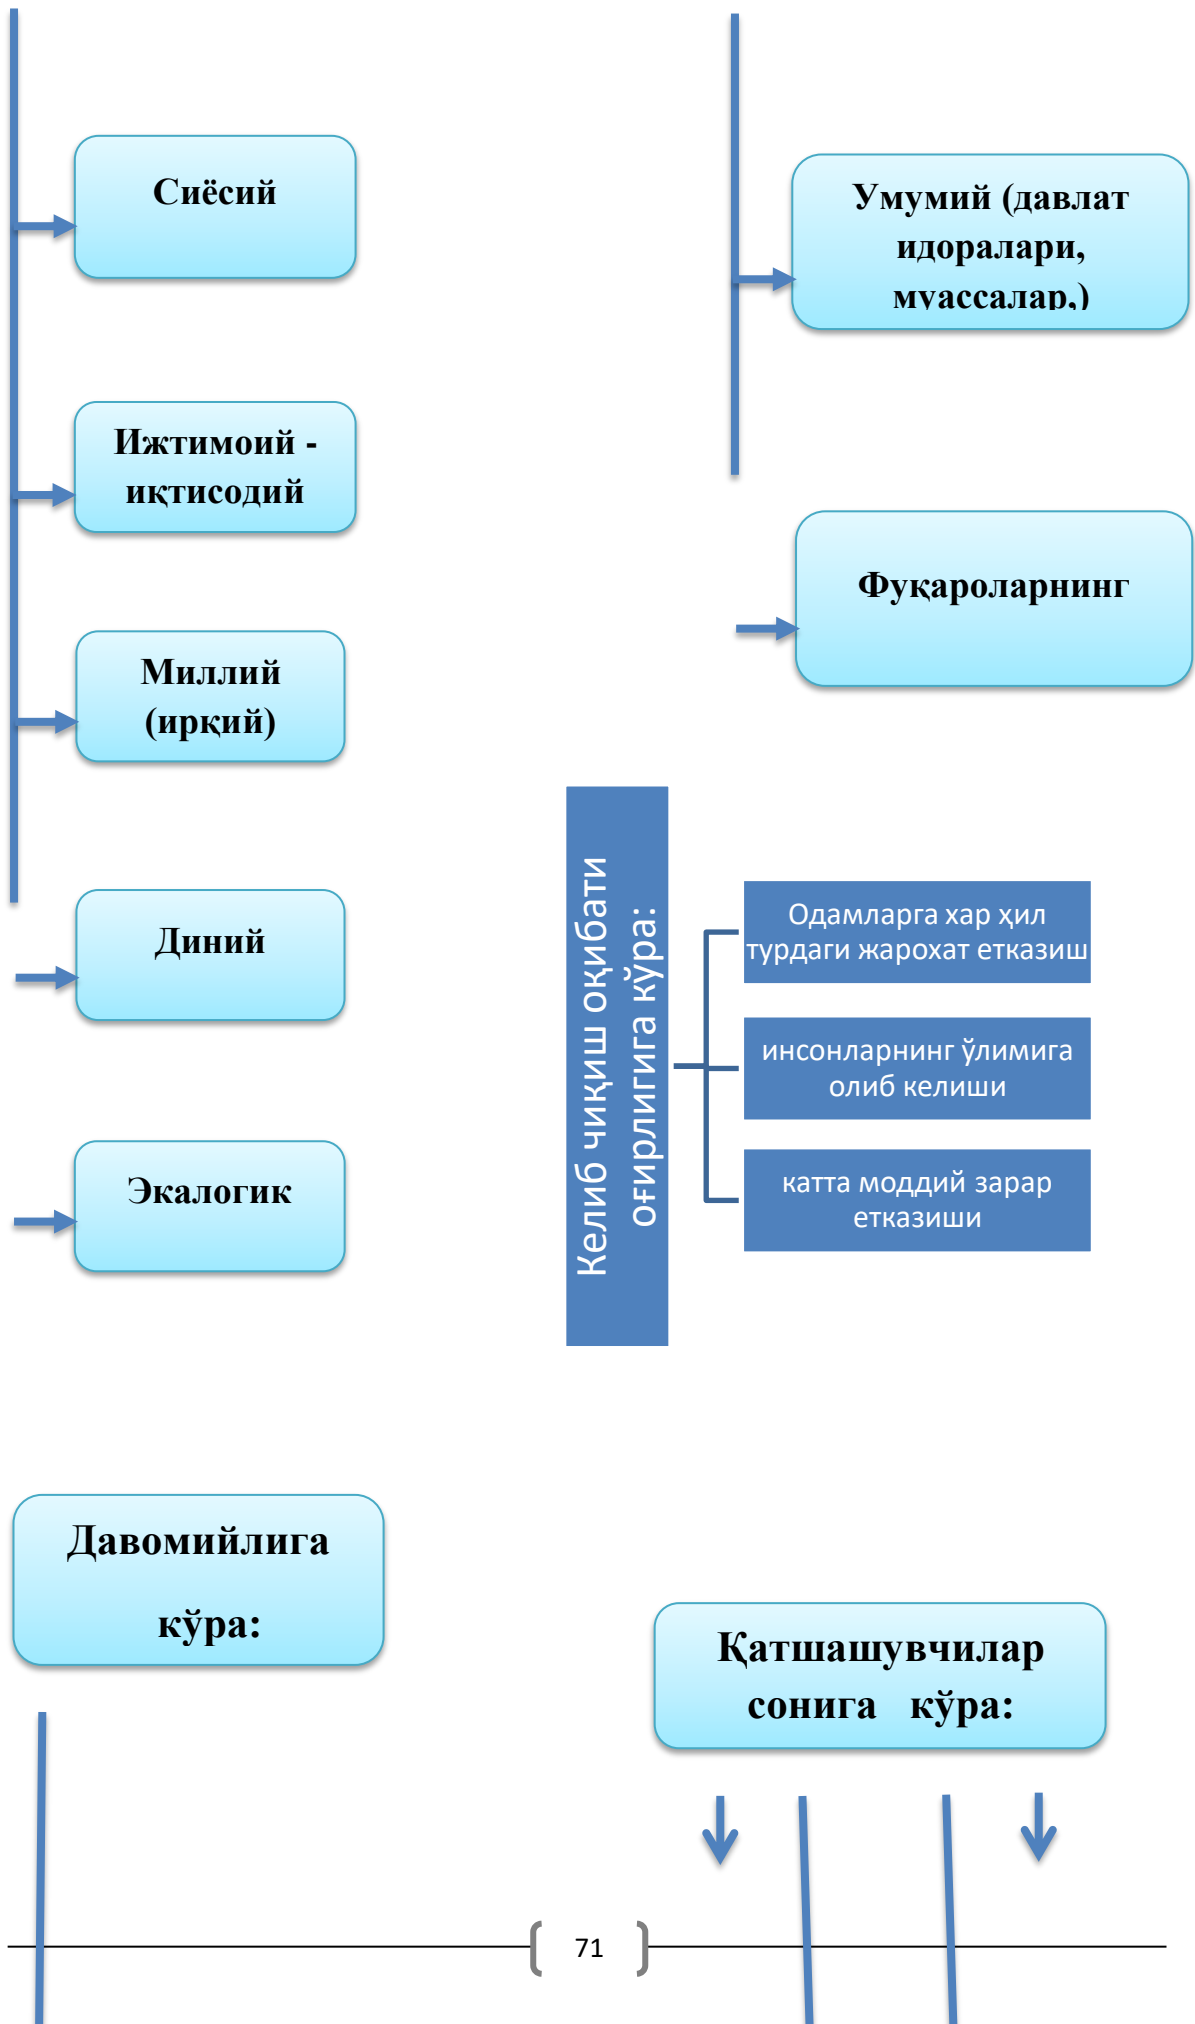 Сиёсий
Ижтимоий -
иқтисодий
Миллий
(ирқий)
Диний
Экалогик
Умумий (давлат
идоралари,
муассалар,)
Фуқароларнинг
Келиб чиқиш оқибати
оғирлигига кўра:
Одамларга хар ҳил
турдаги жарохат етказиш
инсонларнинг ўлимига
олиб келиши
катта моддий зарар
етказиши
Давомийлига
кўра:
Қатшашувчилар
сонига кўра:
71